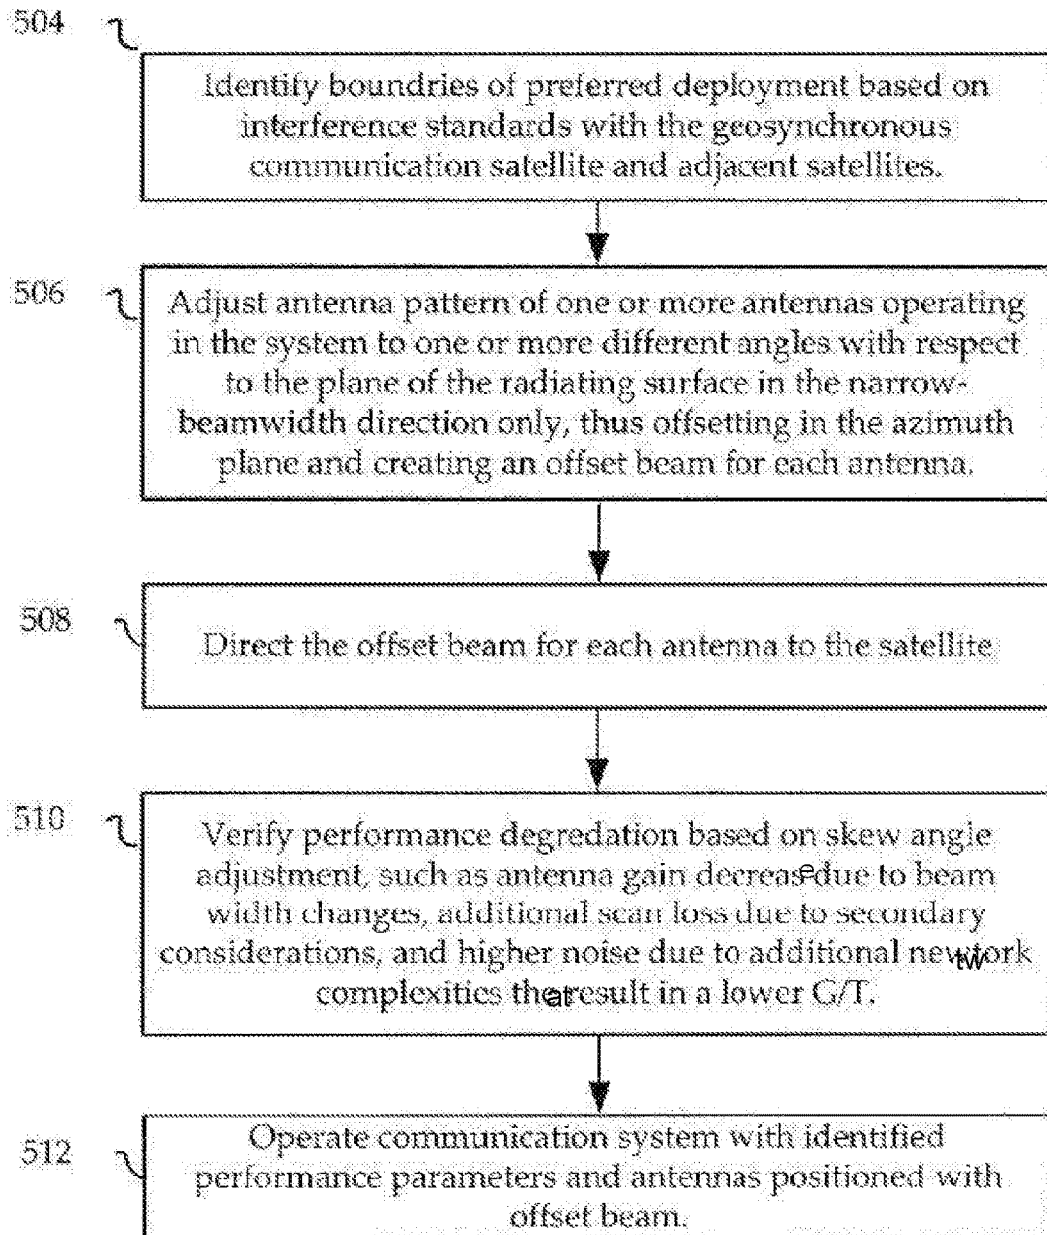 504
Identify boundries of preferred deployment based on
interference standards with the geosynchronous
communication satellite and adjacent satellites.
506
Adjust antenna pattern of one or more antennas operating
in the system to one or more different angles with respect
to the plane of the radiating surface in the narrow-
beamwidth direction only, thus offsetting in the azimuth
plane and creating an offset beam for each antenna.
508
Direct the offset beam for each antenna to the satellite
510
Verify performance degredation based on skew angle
adjustment, such as antenna gain decrease due to beam
width changes, additional scan loss due to secondary
considerations, and higher noise due to additional network
complexities that result in a lower G/T.
512
Operate communication system with identified
performance parameters and antennas positioned with
offset beam.